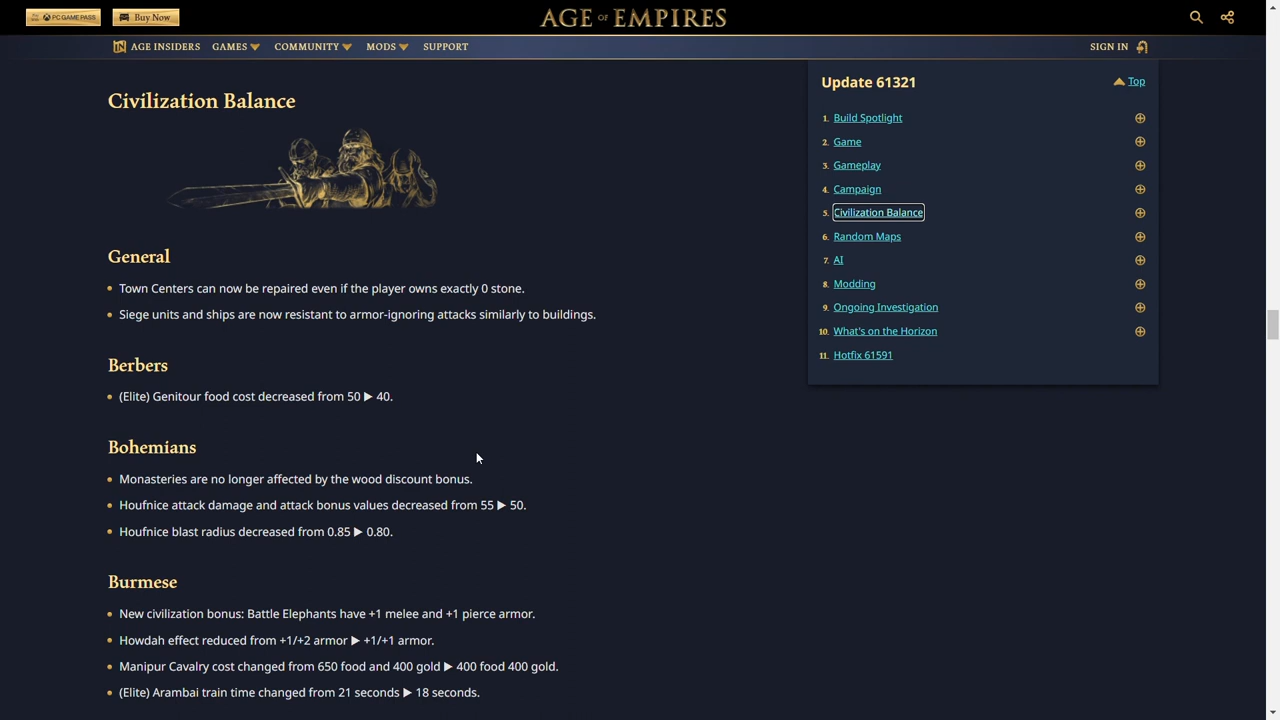 PC GAME PASS
Buy Now
AGE OF EMPIRES
AGE INSIDERS GAMES COMMUNITY MODS SUPPORT
SIGN IN
Civilization Balance
General
Town Centers can now be repaired even if the player owns exactly 0 stone.
Siege units and ships are now resistant to armor-ignoring attacks similarly to buildings.
Berbers
(Elite) Genitour food cost decreased from 50 ► 40.
Bohemians
Monasteries are no longer affected by the wood discount bonus.
Houfnice attack damage and attack bonus values decreased from 55 ► 50.
Houfnice blast radius decreased from 0.85 ► 0.80.
Burmese
New civilization bonus: Battle Elephants have +1 melee and +1 pierce armor.
Howdah effect reduced from +1/+2 armor ► +1/+1 armor.
Manipur Cavalry cost changed from 650 food and 400 gold ► 400 food 400 gold.
(Elite) Arambai train time changed from 21 seconds ► 18 seconds.
Update 61321
Top
1. Build Spotlight
2. Game
3. Gameplay
4. Campaign
5. Civilization Balance
6. Random Maps
7. AI
8. Modding
9. Ongoing Investigation
10. What's on the Horizon
11. Hotfix 61591